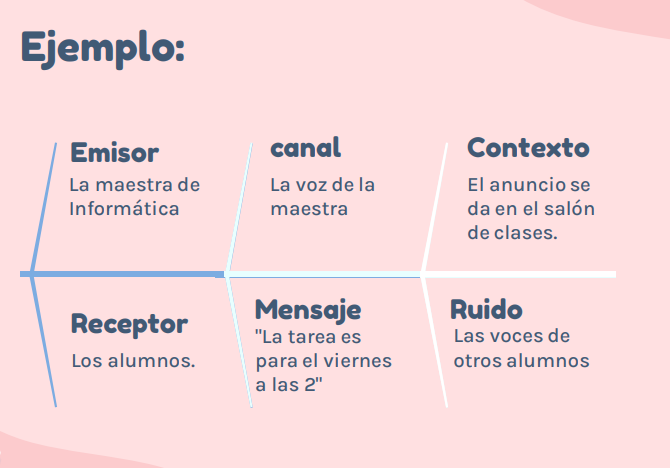 Ejemplo:
Emisor
La maestra de
Informática
canal
La voz de la
maestra
Contexto
El anuncio se
da en el salón
de clases.
Receptor
Los alumnos.
Mensaje
"La tarea es
para el viernes
a las 2"
Ruido
Las voces de
otros alumnos